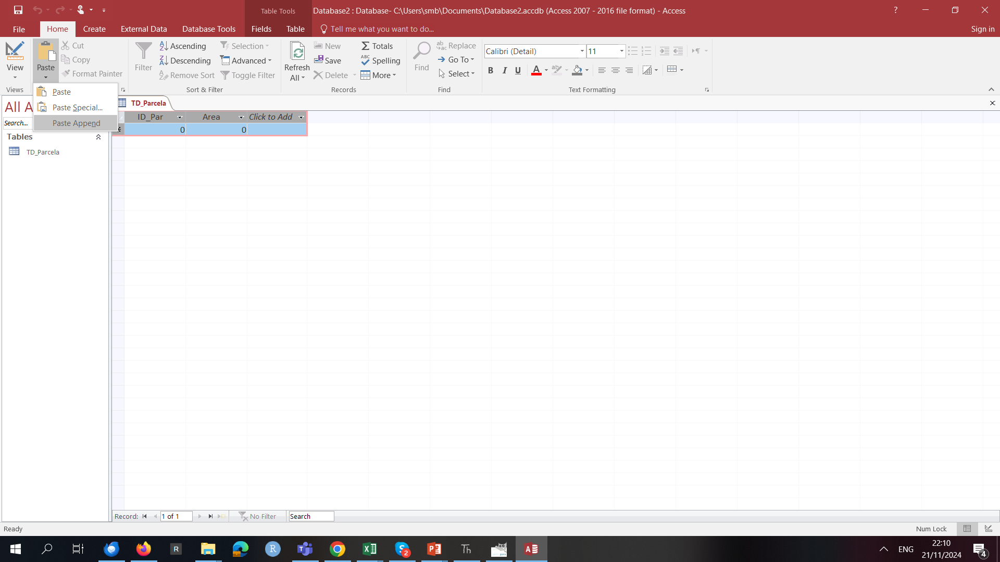 Table Tools
Database2 : Database- C:\Users\smb\Documents\Database2.accdb (Access 2007 - 2016 file format) - Access
?
File
Home
Create
External Data
Database Tools
Fields
Table
Tell me what you want to do...
Sign in
View
Paste
Cut
Copy
Format Painter
Filter
Ascending
Descending
Remove Sort
Selection
Advanced
Toggle Filter
Refresh
All
New
Save
Delete
Totals
Spelling
More
Find
Replace
Go To
Select
Calibri (Detail)
11
B I U A
Views
Sort & Filter
Records
Find
Text Formatting
Paste
Paste Special...
Paste Append
All A
Search...
Tables
TD_Parcela
TD_Parcela
ID_Par
Area
Click to Add
0
0
Record:
1 of 1
No Filter
Search
Ready
Num Lock
R
R
2
Th
ENG
22:10
21/11/2024
4